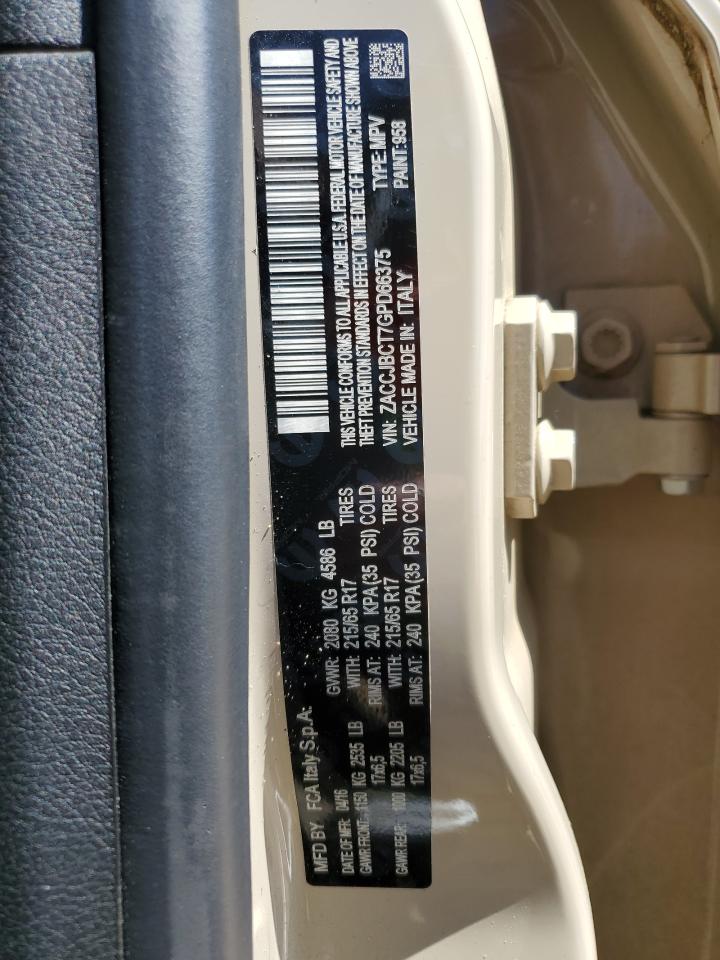 MFD BY: FCA Italy S.p.A.
DATE OF MFR: 04/16 GVWR: 2080 KG 4586 LB
GAWR FRONT: 1150 KG 2535 LB WITH: 215/65 R17 TIRES
17x6,5 RIMS AT: 240 KPA(35 PSI) COLD
GAWR REAR: 1000 KG 2205 LB WITH: 215/65 R17 TIRES
17x6,5 RIMS AT: 240 KPA(35 PSI) COLD
THIS VEHICLE CONFORMS TO ALL APPLICABLE U.S.A. FEDERAL MOTOR VEHICLE SAFETY AND
THEFT PREVENTION STANDARDS IN EFFECT ON THE DATE OF MANUFACTURE SHOWN ABOVE
VIN: ZACCJBCT7GPD66375 TYPE: MPV
VEHICLE MADE IN: ITALY PAINT: 958